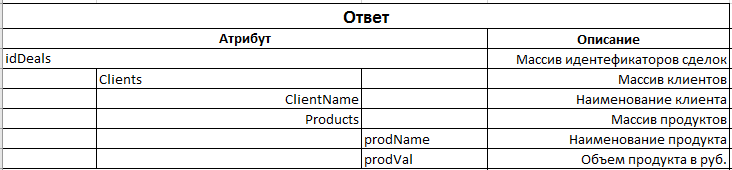 Ответ
Атрибут Описание
idDeals Массив идентефикаторов сделок
Clients Массив клиентов
ClientName Наименование клиента
Products Массив продуктов
prodName Наименование продукта
prodVal Объем продукта в руб.